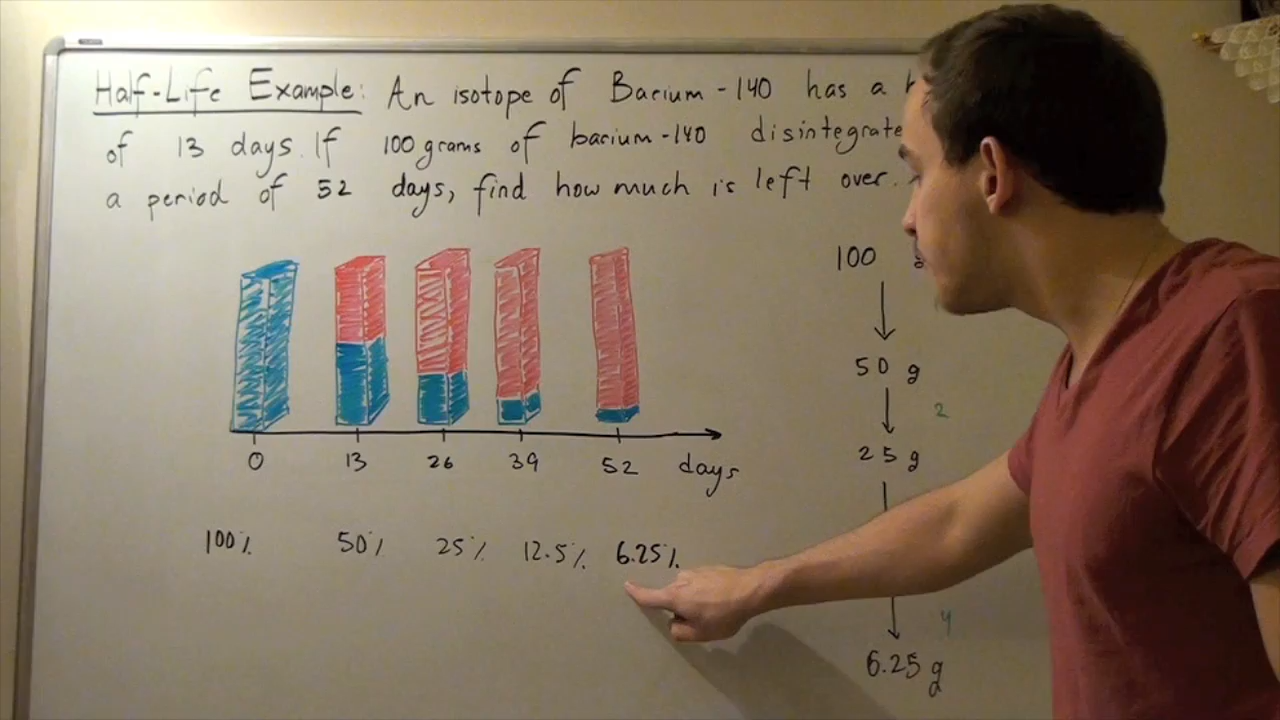 Half-Life Example: An isotope of Barium-140 has a
of 13 days. If 100 grams of barium-140 disintegrate
a period of 52 days, find how much is left over.
100
50 g
2
25 g
0 13 26 39 52 days
100% 50% 25% 12.5% 6.25%
4
6.25 g